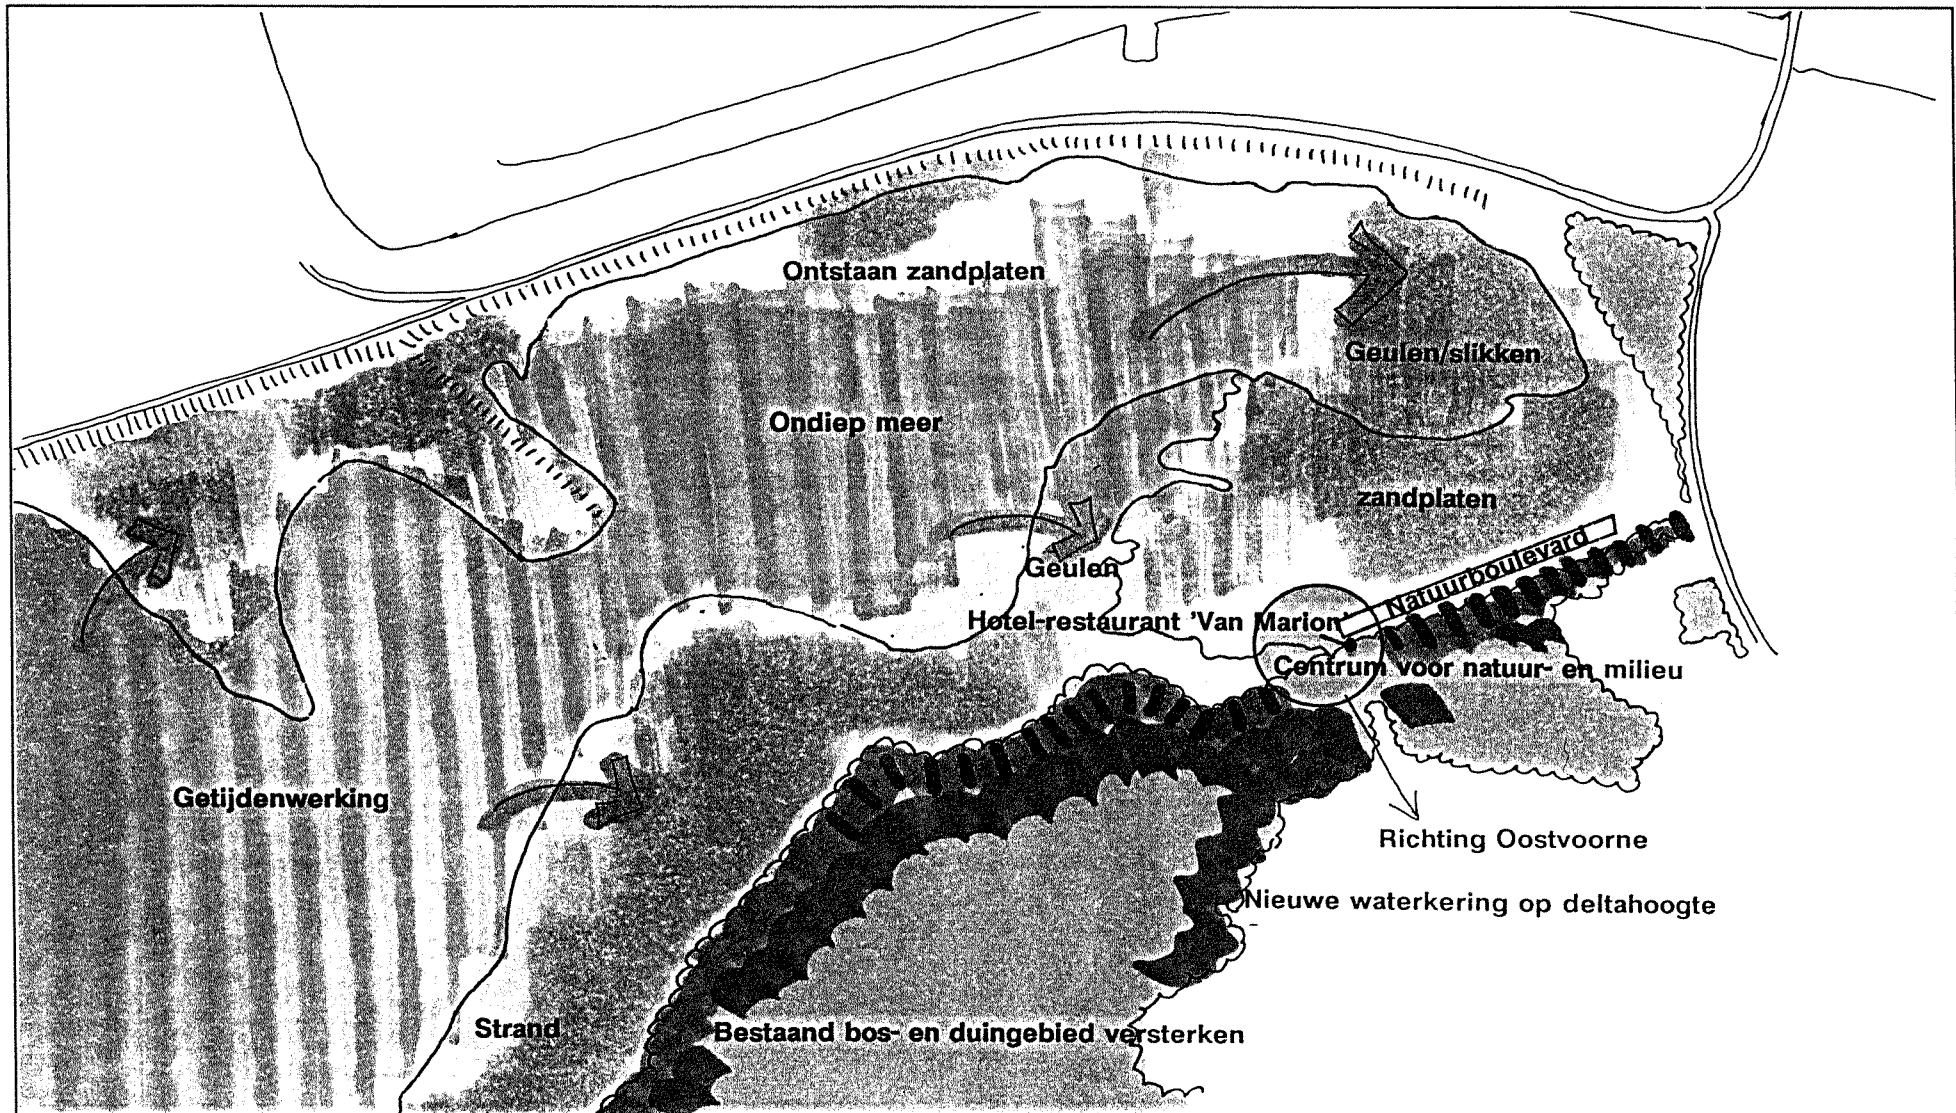 Ontstaan zandplaten
Geulen/slikken
Ondiep meer
zandplaten
Natuurboulevard
Geulen
Hotel-restaurant 'Van Marion'
Centrum voor natuur- en milieu
Getijdenwerking
Richting Oostvoorne
Nieuwe waterkering op deltahoogte
Strand
Bestaand bos- en duingebied versterken